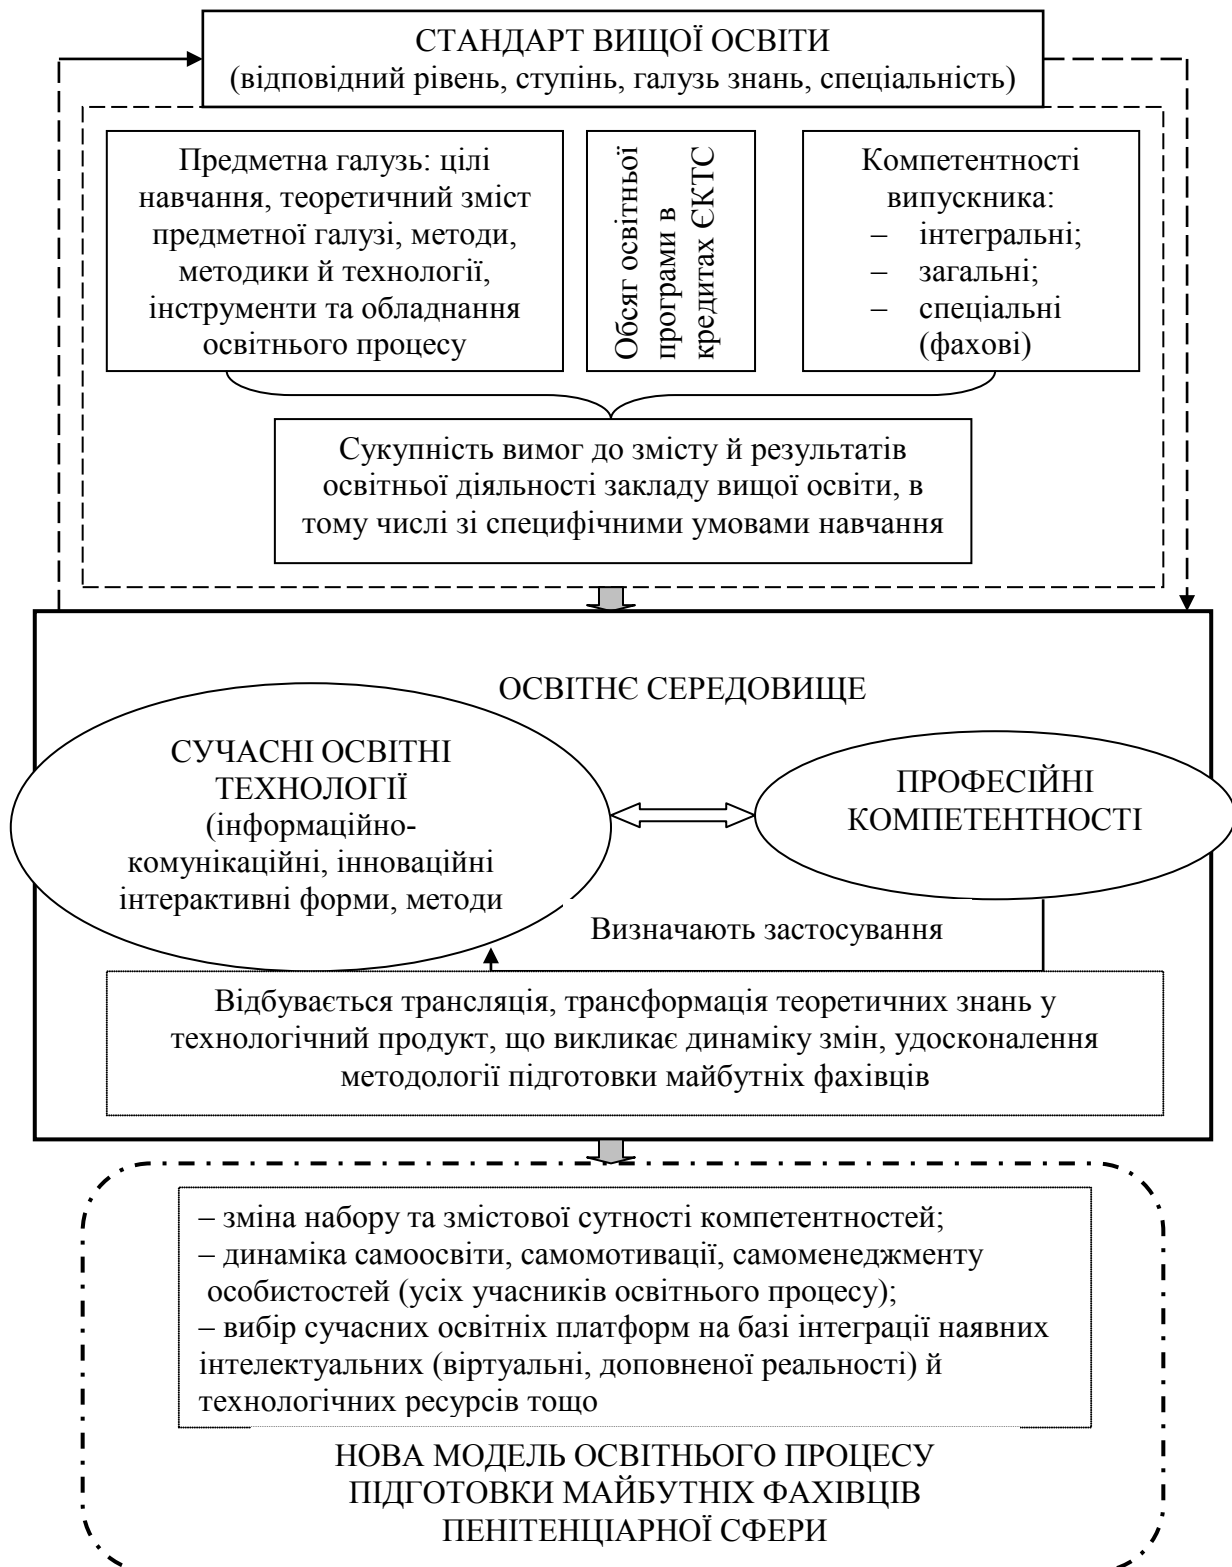 СТАНДАРТ ВИЩОЇ ОСВІТИ
(відповідний рівень, ступінь, галузь знань, спеціальність)
Предметна галузь: цілі
навчання, теоретичний зміст
предметної галузі, методи,
методики й технології,
інструменти та обладнання
освітнього процесу
Обсяг освітньої
програми в
кредитах ЄКТС
Компетентності
випускника:
– інтегральні;
– загальні;
– спеціальні
(фахові)
Сукупність вимог до змісту й результатів
освітньої діяльності закладу вищої освіти, в
тому числі зі специфічними умовами навчання
ОСВІТНЄ СЕРЕДОВИЩЕ
СУЧАСНІ ОСВІТНІ
ТЕХНОЛОГІЇ
(інформаційно-
комунікаційні, інноваційні
інтерактивні форми, методи
ПРОФЕСІЙНІ
КОМПЕТЕНТНОСТІ
Визначають застосування
Відбувається трансляція, трансформація теоретичних знань у
технологічний продукт, що викликає динаміку змін, удосконалення
методології підготовки майбутніх фахівців
– зміна набору та змістової сутності компетентностей;
– динаміка самоосвіти, самомотивації, самоменеджменту
особистостей (усіх учасників освітнього процесу);
– вибір сучасних освітніх платформ на базі інтеграції наявних
інтелектуальних (віртуальні, доповненої реальності) й
технологічних ресурсів тощо
НОВА МОДЕЛЬ ОСВІТНЬОГО ПРОЦЕСУ
ПІДГОТОВКИ МАЙБУТНІХ ФАХІВЦІВ
ПЕНІТЕНЦІАРНОЇ СФЕРИ